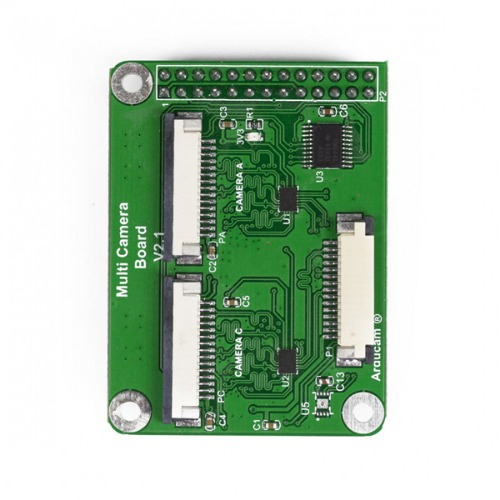 Multi Camera
Board
V2.1
1
P2
C3
R1
3V3
C6
U3
CAMERA A
U1
PA
C2
C5
CAMERA C
U2
P1
PC
C4
C1
U5
C13
Arducam ®